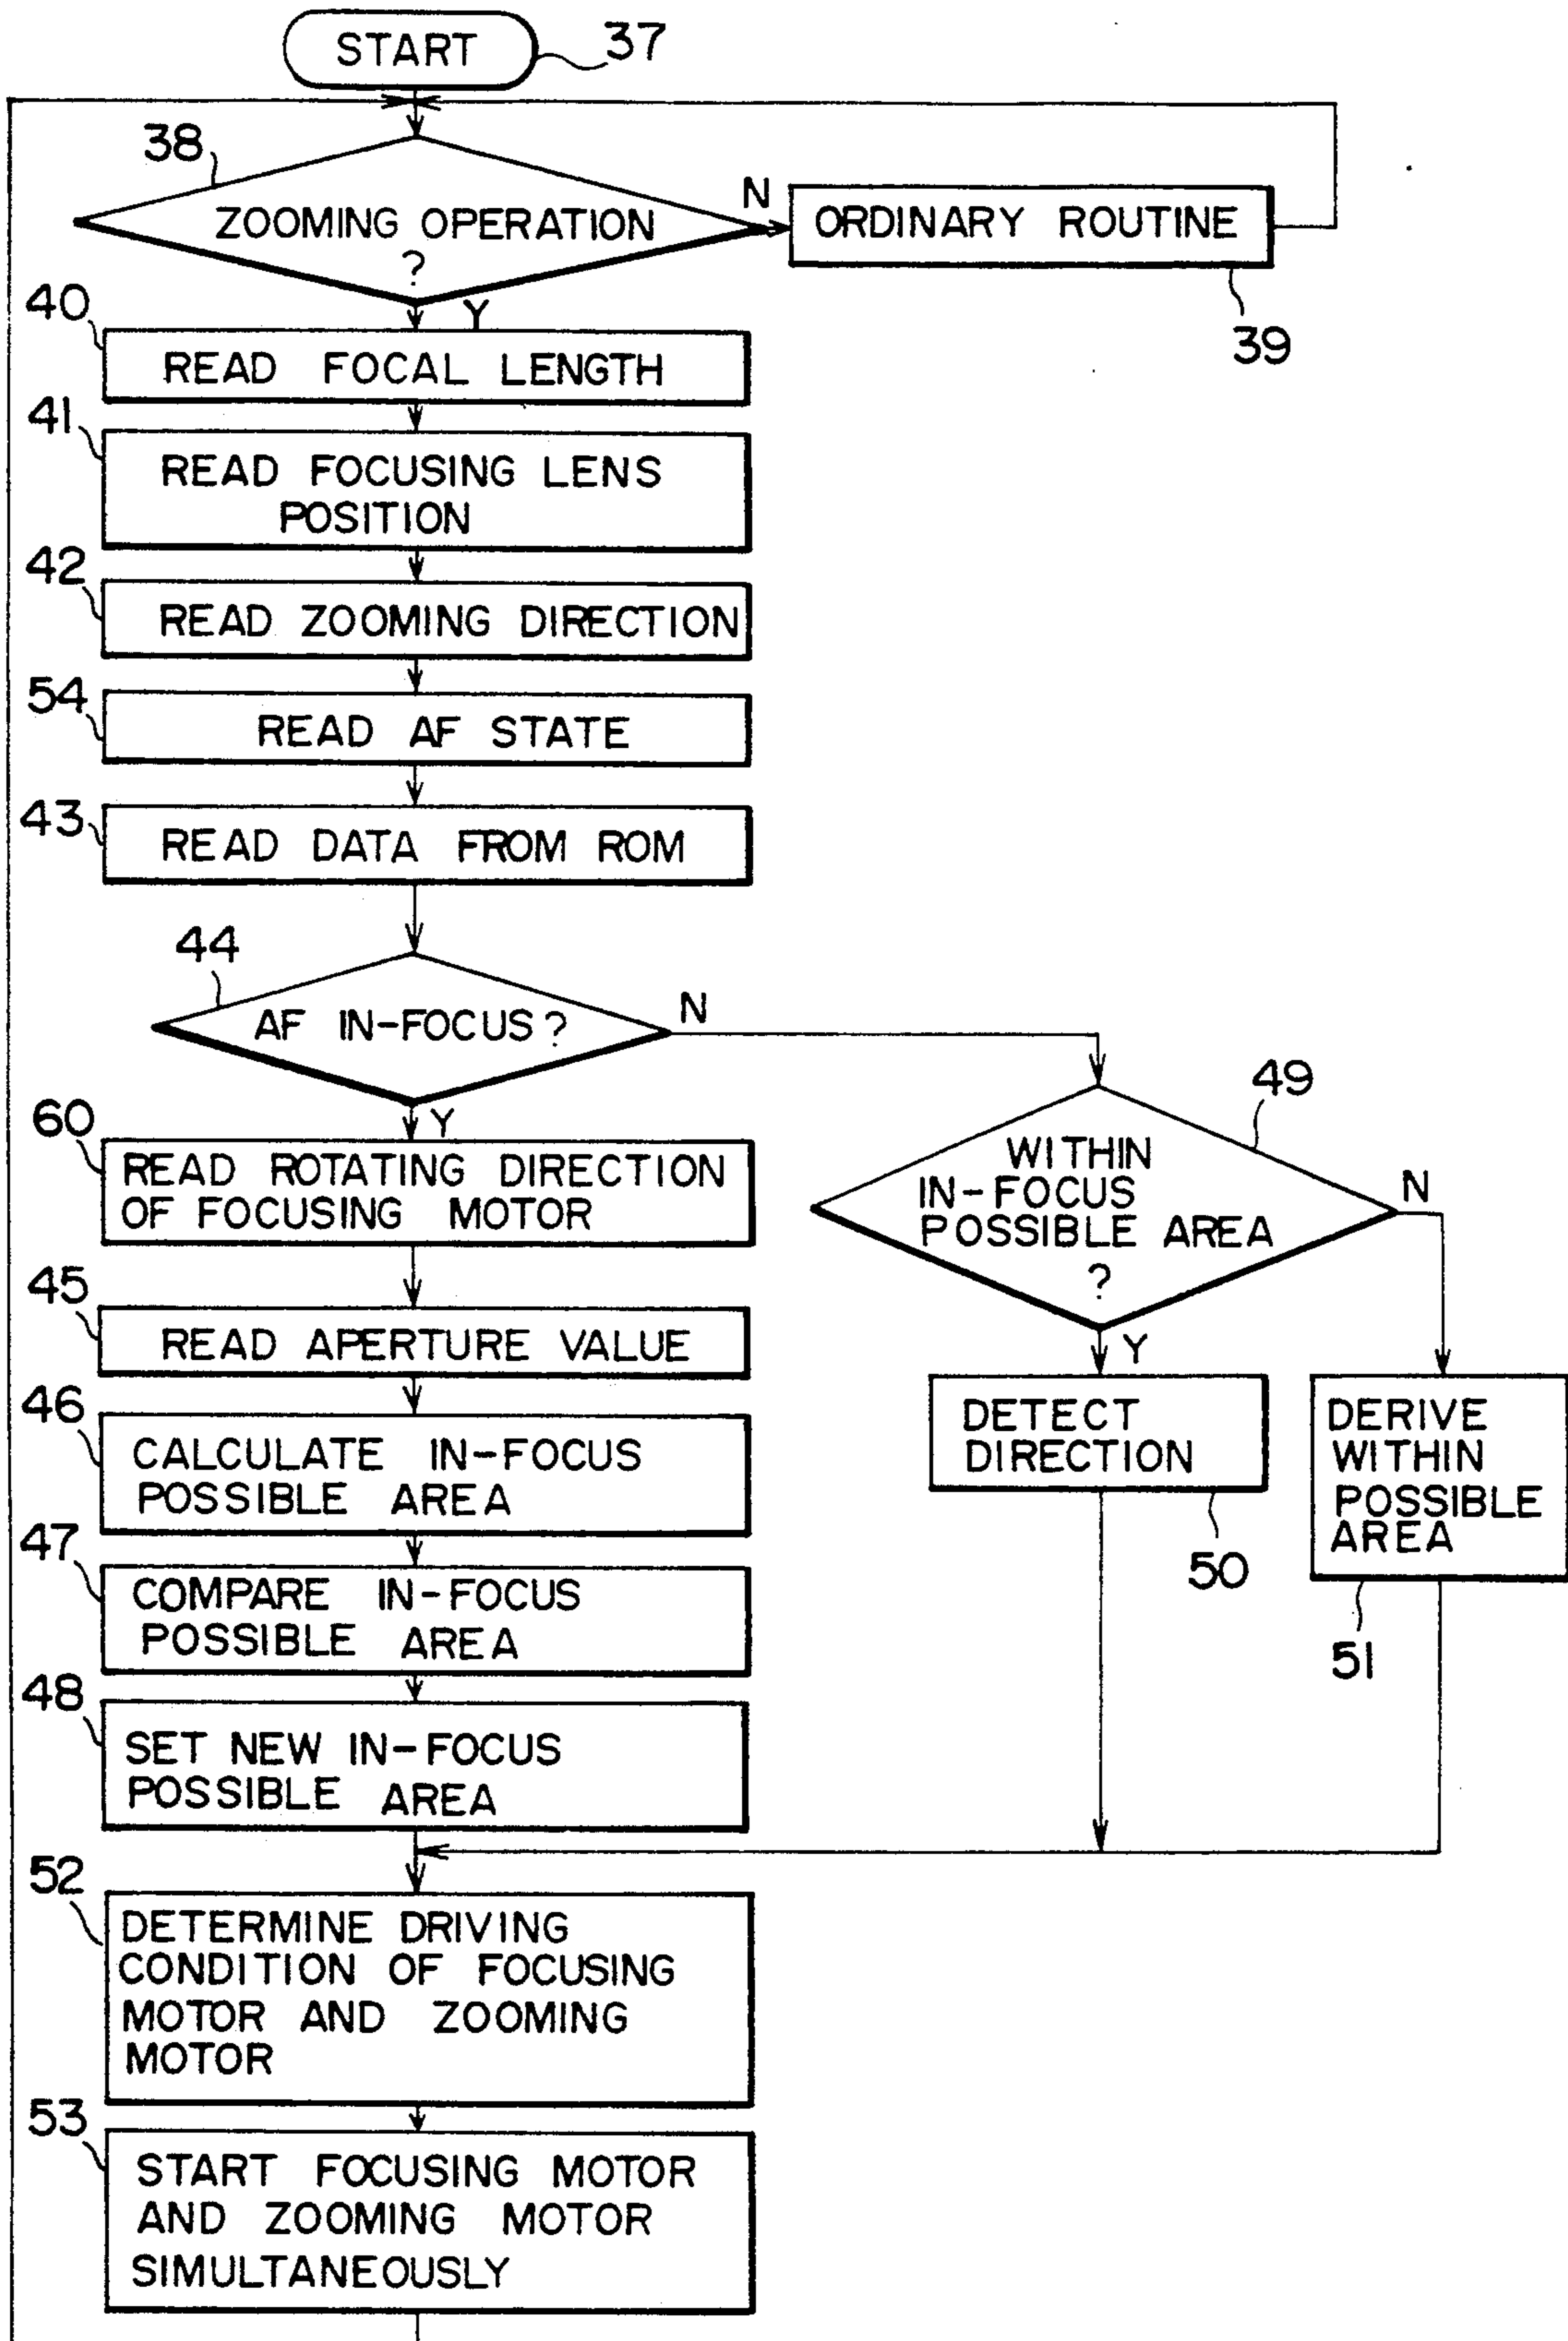 START
37
38
ZOOMING OPERATION
?
N
ORDINARY ROUTINE
39
Y
40
READ FOCAL LENGTH
41
READ FOCUSING LENS
POSITION
42
READ ZOOMING DIRECTION
54
READ AF STATE
43
READ DATA FROM ROM
44
AF IN-FOCUS?
N
Y
60
READ ROTATING DIRECTION
OF FOCUSING MOTOR
45
READ APERTURE VALUE
46
CALCULATE IN-FOCUS
POSSIBLE AREA
47
COMPARE IN-FOCUS
POSSIBLE AREA
48
SET NEW IN-FOCUS
POSSIBLE AREA
49
WITHIN
IN-FOCUS
POSSIBLE AREA
?
N
Y
DETECT
DIRECTION
50
DERIVE
WITHIN
POSSIBLE
AREA
51
52
DETERMINE DRIVING
CONDITION OF FOCUSING
MOTOR AND ZOOMING
MOTOR
53
START FOCUSING MOTOR
AND ZOOMING MOTOR
SIMULTANEOUSLY